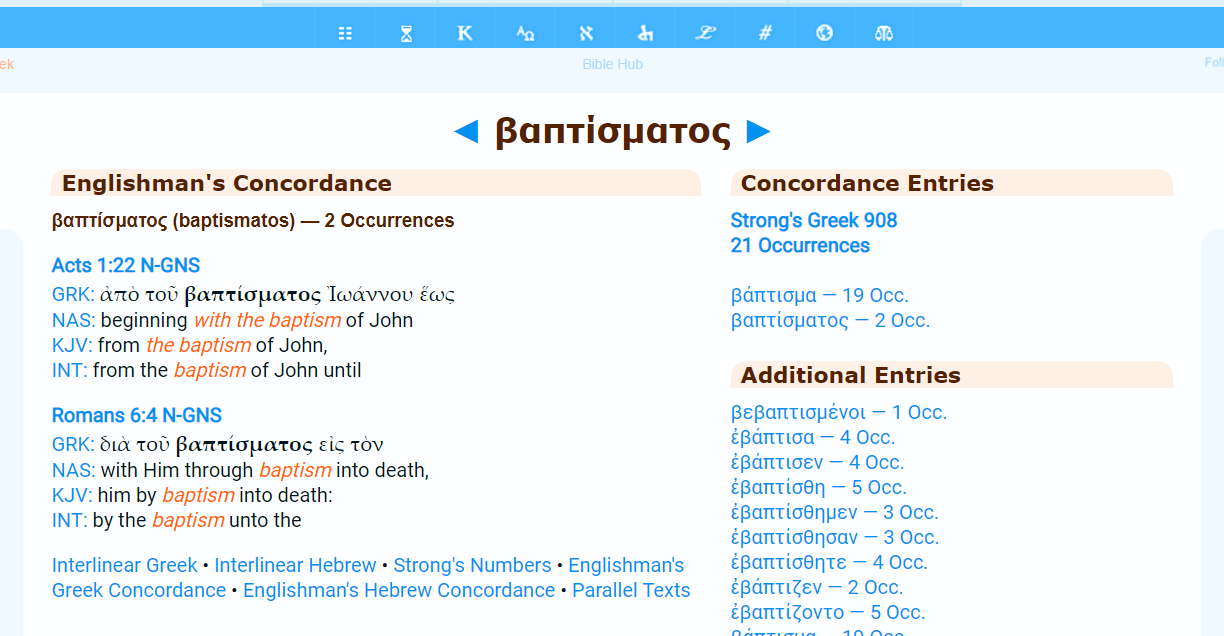 K
#
ek
Bible Hub
Foll
◄ βαπτίσματος ►
Englishman's Concordance
βαπτίσματος (baptismatos) — 2 Occurrences
Acts 1:22 N-GNS
GRK: ἀπὸ τοῦ βαπτίσματος Ἰωάννου ἕως
NAS: beginning with the baptism of John
KJV: from the baptism of John,
INT: from the baptism of John until
Romans 6:4 N-GNS
GRK: διὰ τοῦ βαπτίσματος εἰς τὸν
NAS: with Him through baptism into death,
KJV: him by baptism into death:
INT: by the baptism unto the
Interlinear Greek • Interlinear Hebrew • Strong's Numbers • Englishman's
Greek Concordance • Englishman's Hebrew Concordance • Parallel Texts
Concordance Entries
Strong's Greek 908
21 Occurrences
βάπτισμα — 19 Occ.
βαπτίσματος — 2 Occ.
Additional Entries
βεβαπτισμένοι — 1 Occ.
ἐβάπτισα — 4 Occ.
ἐβάπτισεν — 4 Occ.
ἐβαπτίσθη — 5 Occ.
ἐβαπτίσθημεν — 3 Occ.
ἐβαπτίσθησαν — 3 Occ.
ἐβαπτίσθητε — 4 Occ.
ἐβάπτιζεν — 2 Occ.
ἐβαπτίζοντο — 5 Occ.
βάπτισμα — 19 Occ.